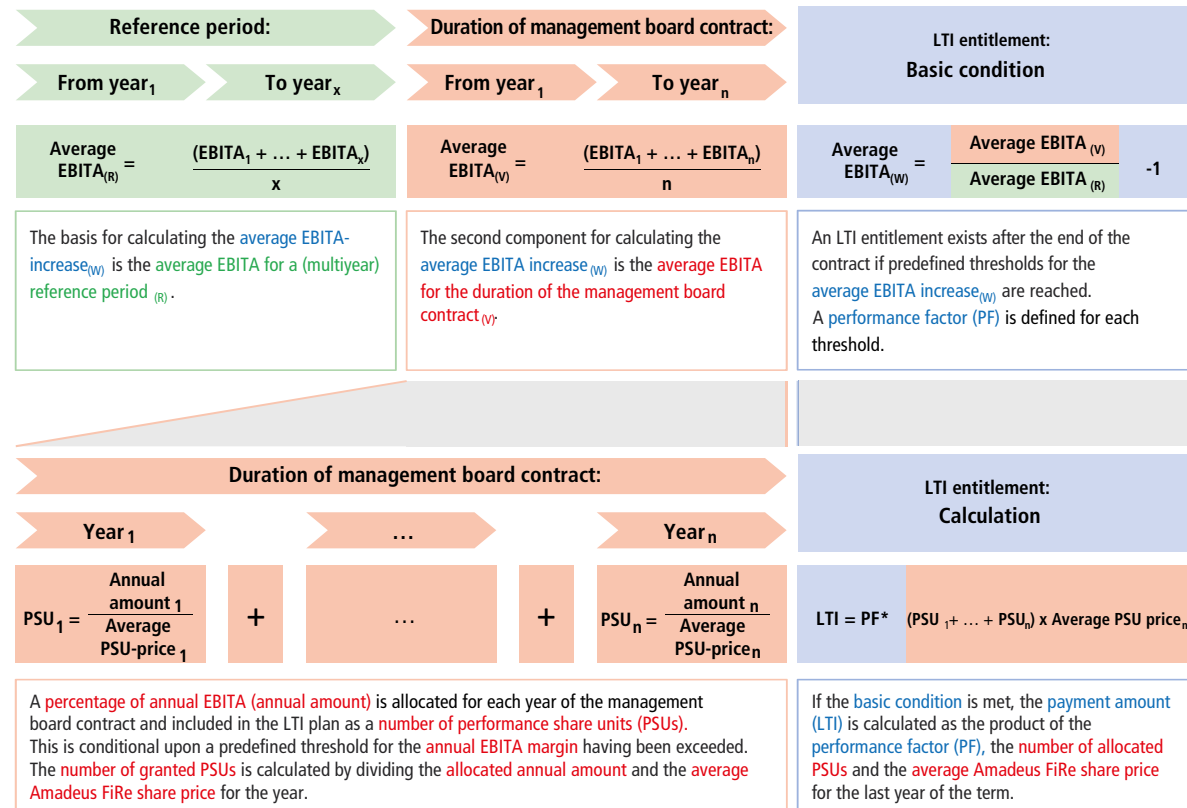 Reference period:
Duration of management board contract:
LTI entitlement:
Basic condition
From year1
To yearx
From year1
To yearn
Average
EBITA(R) =
(EBITA1 + … + EBITAx)
x
Average
EBITA(V) =
(EBITA1 + … + EBITAn)
n
Average
EBITA(W) =
Average EBITA (V)
Average EBITA (R)
-1
The basis for calculating the average EBITA-
increase(W) is the average EBITA for a (multiyear)
reference period (R) .
The second component for calculating the
average EBITA increase (W) is the average EBITA
for the duration of the management board
contract (V).
An LTI entitlement exists after the end of the
contract if predefined thresholds for the
average EBITA increase(W) are reached.
A performance factor (PF) is defined for each
threshold.
Duration of management board contract:
LTI entitlement:
Calculation
Year 1
…
Year n
PSU1 =
Annual
amount 1
Average
PSU-price 1
+
…
+
PSUn =
Annual
amount n
Average
PSU-pricen
LTI = PF*
(PSU 1+ … + PSUn) x Average PSU pricen
A percentage of annual EBITA (annual amount) is allocated for each year of the management
board contract and included in the LTI plan as a number of performance share units (PSUs).
This is conditional upon a predefined threshold for the annual EBITA margin having been exceeded.
The number of granted PSUs is calculated by dividing the allocated annual amount and the average
Amadeus FiRe share price for the year.
If the basic condition is met, the payment amount
(LTI) is calculated as the product of the
performance factor (PF), the number of allocated
PSUs and the average Amadeus FiRe share price
for the last year of the term.